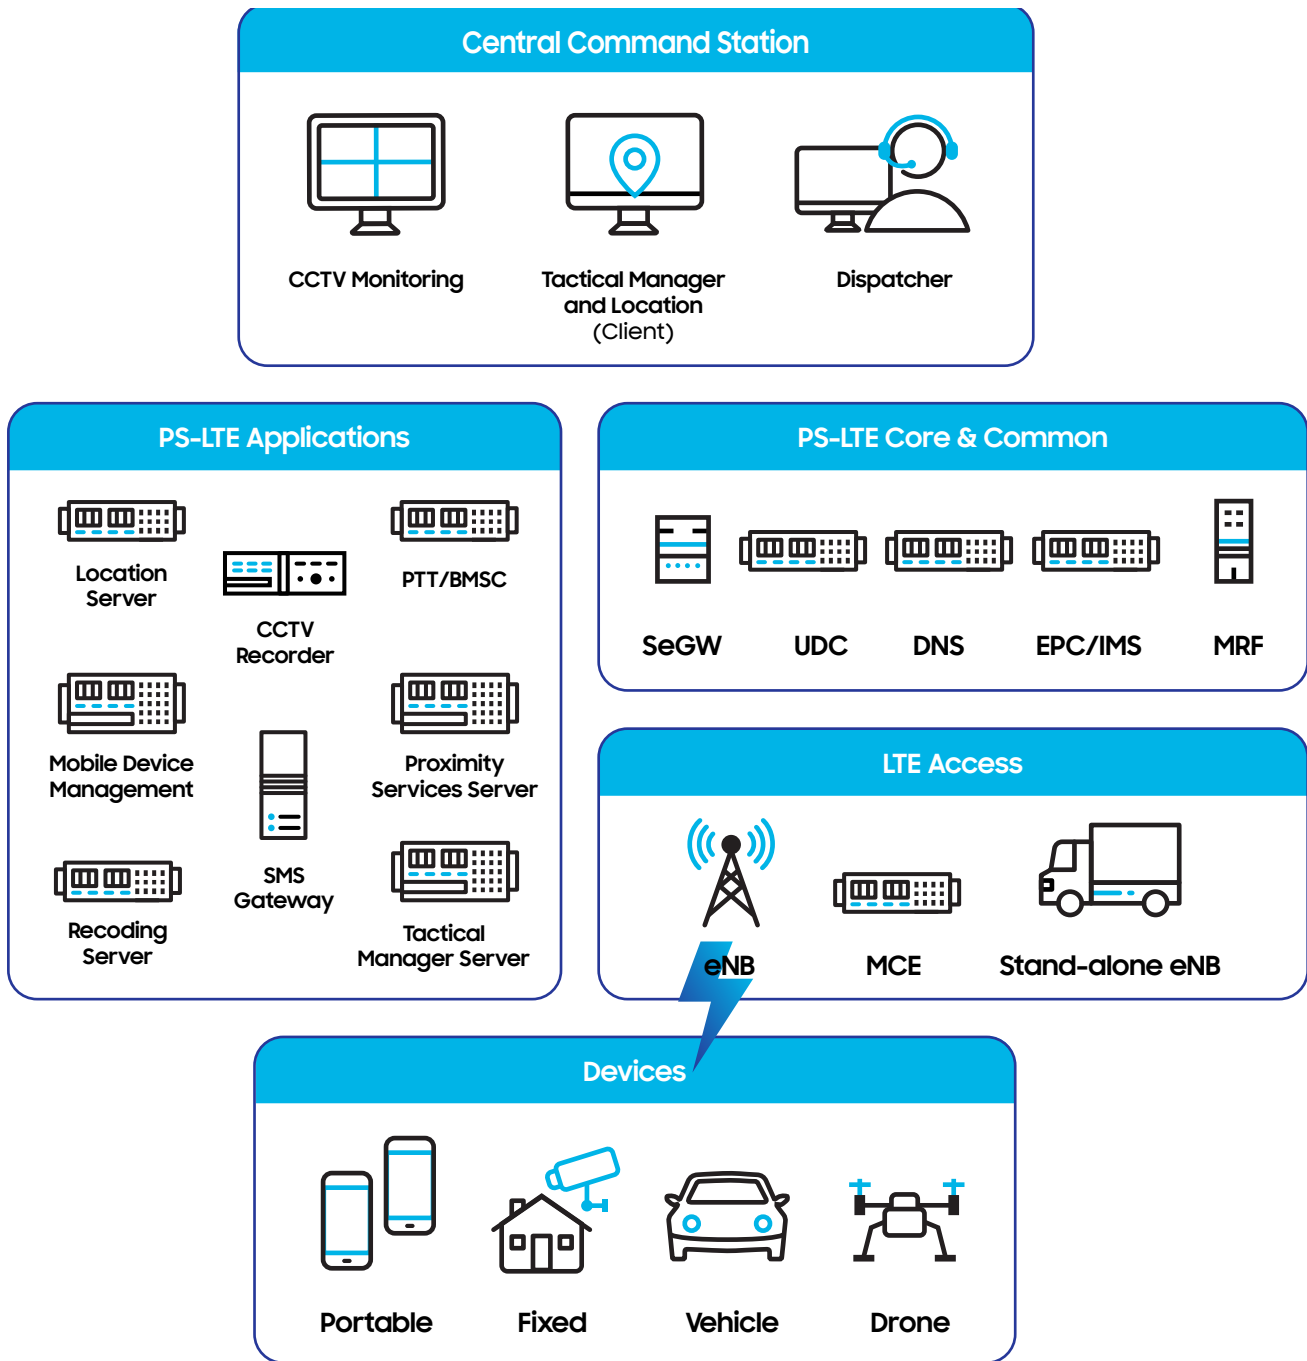 Central Command Station
CCTV Monitoring
Tactical Manager
and Location
(Client)
Dispatcher
PS-LTE Applications
Location
Server
CCTV
Recorder
PTT/BMSC
Mobile Device
Management
SMS
Gateway
Proximity
Services Server
Recoding
Server
Tactical
Manager Server
PS-LTE Core & Common
SeGW
UDC
DNS
EPC/IMS
MRF
LTE Access
eNB
MCE
Stand-alone eNB
Devices
Portable
Fixed
Vehicle
Drone